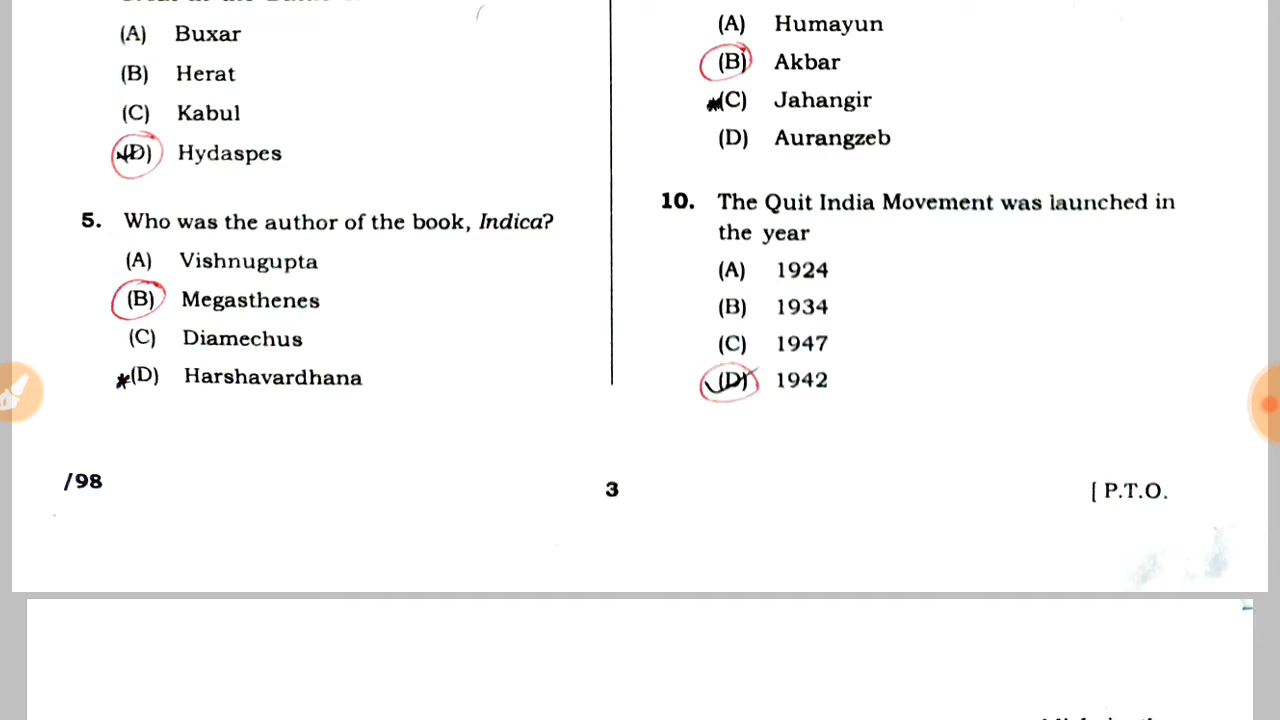 (A) Buxar
(B) Herat
(C) Kabul
(D) Hydaspes
5. Who was the author of the book, Indica?
(A) Vishnugupta
(B) Megasthenes
(C) Diamechus
(D) Harshavardhana
(A) Humayun
(B) Akbar
(C) Jahangir
(D) Aurangzeb
10. The Quit India Movement was launched in
the year
(A) 1924
(B) 1934
(C) 1947
(D) 1942
/98
3
[ P.T.O.